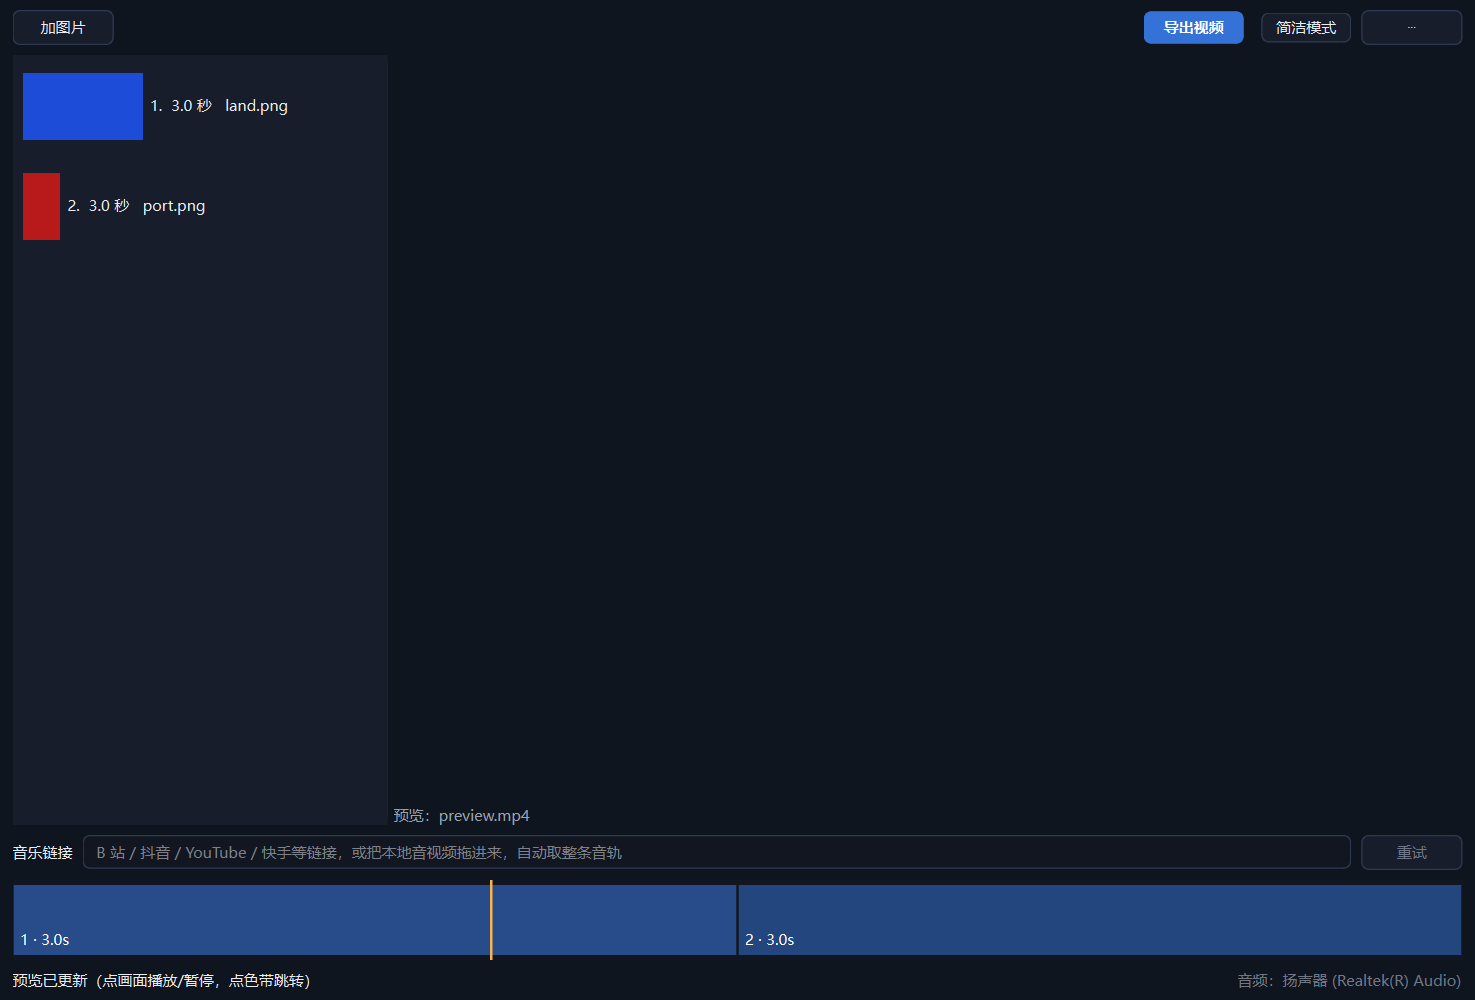 加图片
导出视频
简洁模式
...
1. 3.0 秒 land.png
2. 3.0 秒 port.png
预览：preview.mp4
音乐链接
B 站 / 抖音 / YouTube / 快手等链接，或把本地音视频拖进来，自动取整条音轨
重试
1 · 3.0s
2 · 3.0s
预览已更新（点画面播放/暂停，点色带跳转）
音频：扬声器 (Realtek(R) Audio)